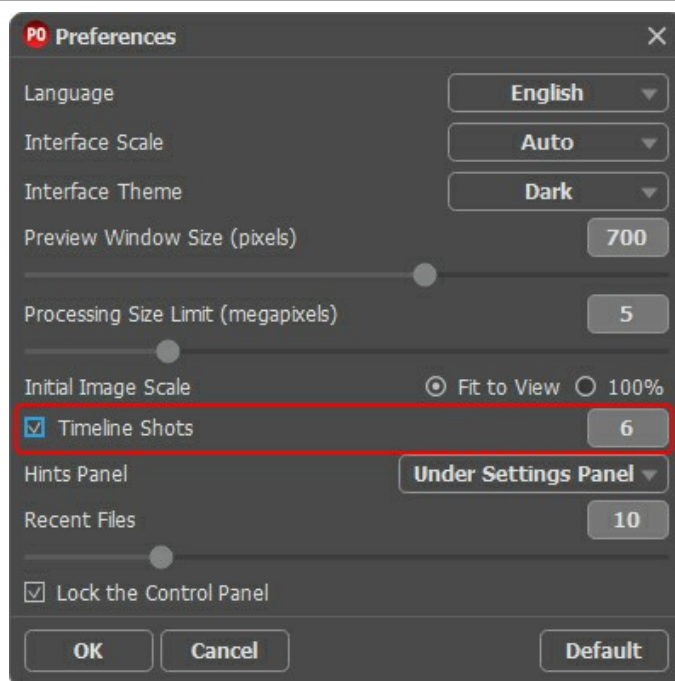 PO Preferences
Language English
Interface Scale Auto
Interface Theme Dark
Preview Window Size (pixels) 700
Processing Size Limit (megapixels) 5
Initial Image Scale Fit to View 100%
Timeline Shots 6
Hints Panel Under Settings Panel
Recent Files 10
Lock the Control Panel
OK Cancel Default